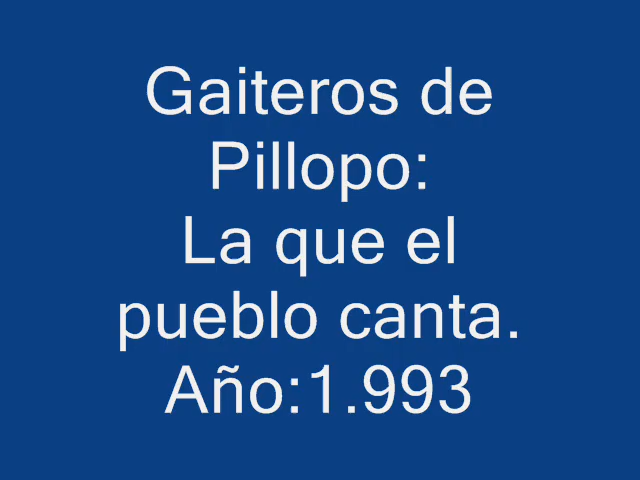 Gaiteros de
Pillopo:
La que el
pueblo canta.
Año:1.993